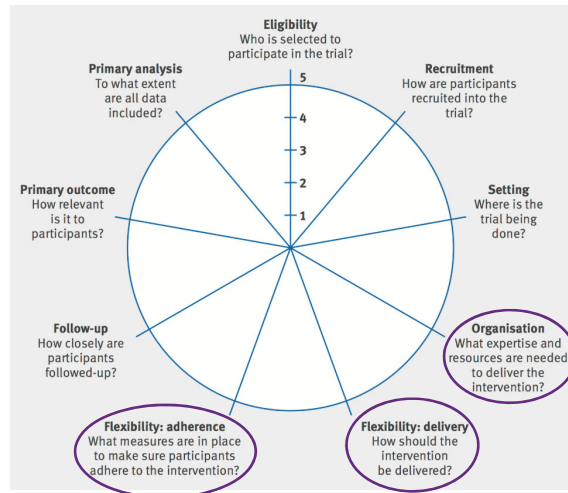 Eligibility
Who is selected to
participate in the trial?
Primary analysis
To what extent
are all data
included?
Recruitment
How are participants
recruited into the
trial?
5
4
3
2
1
Primary outcome
How relevant
is it to
participants?
Setting
Where is the
trial being
done?
Follow-up
How closely are
participants
followed-up?
Organisation
What expertise and
resources are needed
to deliver the
intervention?
Flexibility: adherence
What measures are in place
to make sure participants
adhere to the intervention?
Flexibility: delivery
How should the
intervention
be delivered?